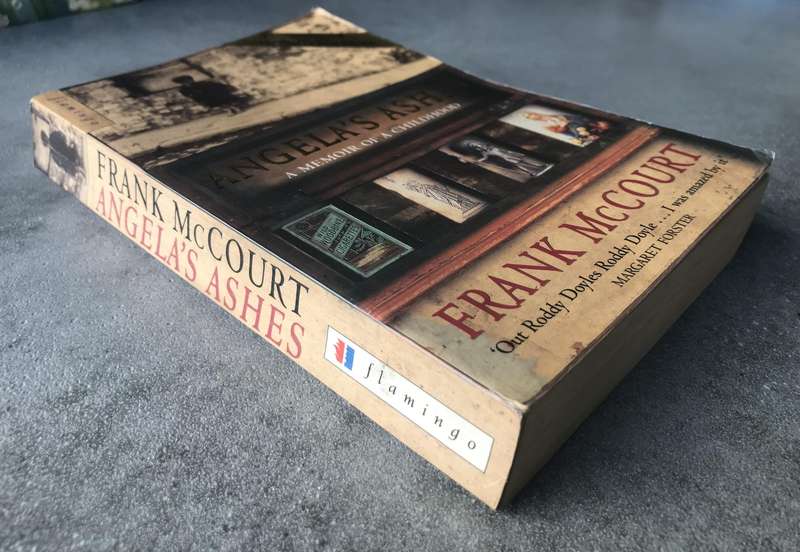 ANGELA'S ASH
A MEMOIR OF A CHILDHOOD
FRANK McCOURT
'Out Roddy Doyles Roddy Doyle . . . I was amazed by it'
MARGARET FORSTER
FRANK McCOURT
ANGELA'S ASHES
flamingo